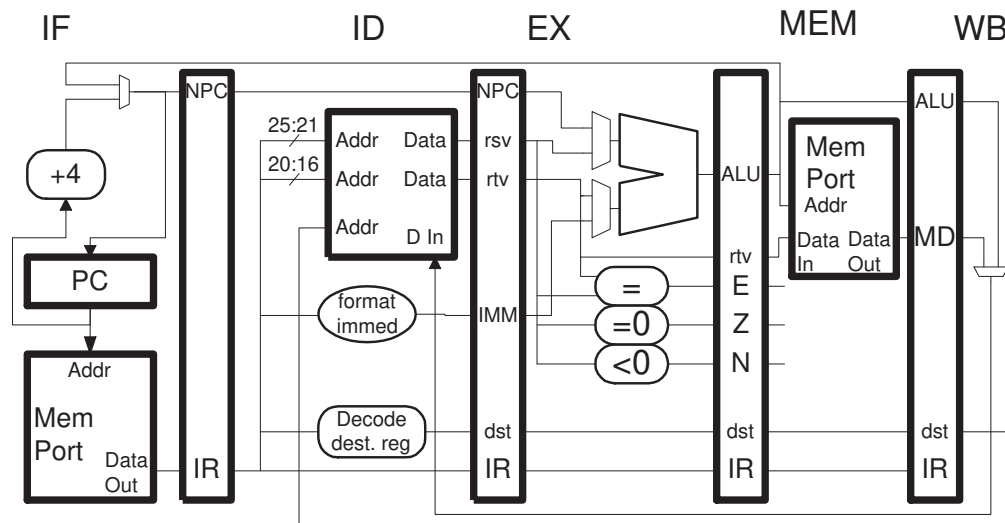 IF ID EX MEM WB
NPC NPC ALU
25:21 Addr Data rsv
20:16 Addr Data rtv
+4
Addr
D In
ALU
Mem
Port
Addr
Data
In
Data
Out
MD
PC
rtv
format
immed
IMM
= E
=0 Z
<0 N
Addr
Mem
Port
Data
Out
Decode
dest. reg
dst dst dst
IR IR IR IR